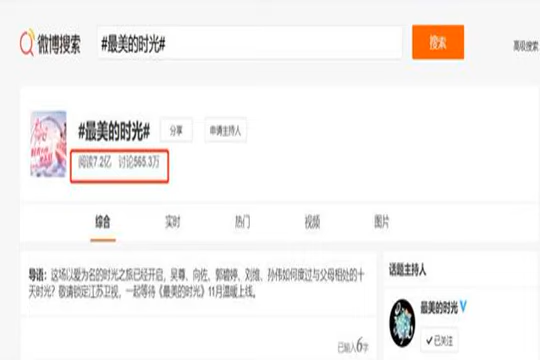 微博搜索 #最美的时光# 搜索 高级搜索
#最美的时光# 分享 申请主持人
阅读7.2亿 讨论565.3万
综合 实时 热门 视频 图片
导语：这场以爱为名的时光之旅已经开启，吴尊、向佐、郭碧婷、刘维、孙伟如何度过与父母相处的十
天时光？敬请锁定江苏卫视，一起等待《最美的时光》11月温暖上线。
话题主持人
最美的时光
已关注
已输入6字